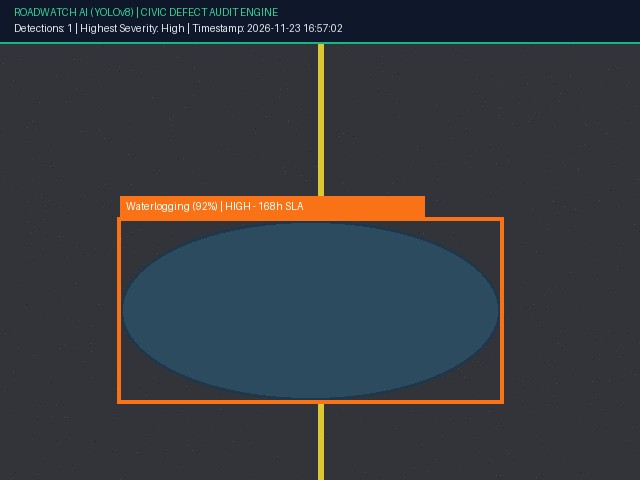 ROADWATCH AI (YOLOv8) | CIVIC DEFECT AUDIT ENGINE
Detections: 1 | Highest Severity: High | Timestamp: 2026-11-23 16:57:02
Waterlogging (92%) | HIGH - 168h SLA